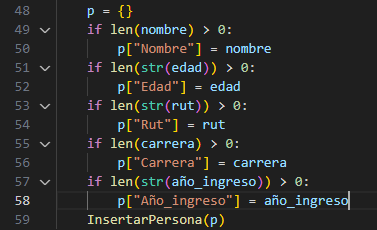 48 p = {}
49 if len(nombre) > 0:
50 p["Nombre"] = nombre
51 if len(str(edad)) > 0:
52 p["Edad"] = edad
53 if len(str(rut)) > 0:
54 p["Rut"] = rut
55 if len(carrera) > 0:
56 p["Carrera"] = carrera
57 if len(str(año_ingreso)) > 0:
58 p["Año_ingreso"] = año_ingreso
59 InsertarPersona(p)